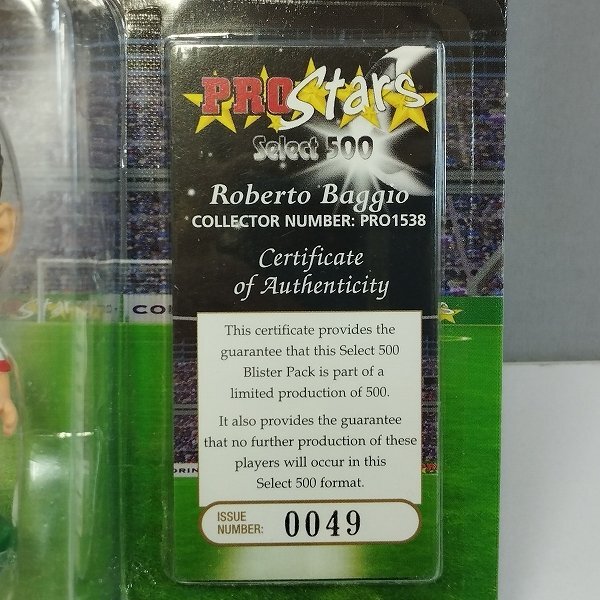 PRO Stars
Select 500
Roberto Baggio
COLLECTOR NUMBER: PRO1538
Certificate
of Authenticity
This certificate provides the
guarantee that this Select 500
Blister Pack is part of a
limited production of 500.
It also provides the guarantee
that no further production of these
players will occur in this
Select 500 format.
ISSUE
NUMBER: 0049